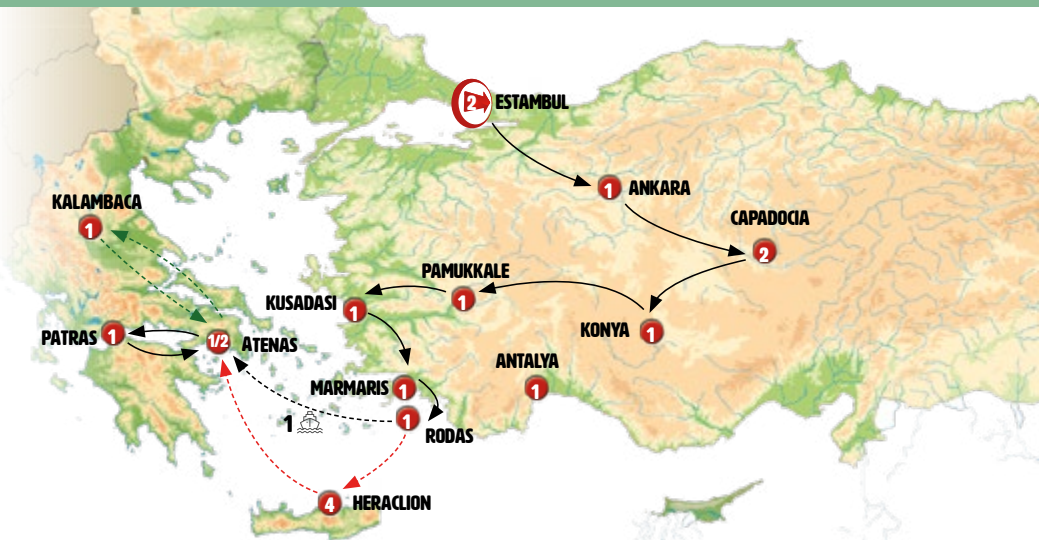 2 ESTAMBUL
1 ANKARA
CAPADOCIA
2
KALAMBACA
1
PAMUKKALE
1
KUSADASI
1
KONYA 1
PATRAS 1
1/2 ATENAS
ANTALYA
1
MARMARIS 1
1
RODAS
1
4 HERACLION